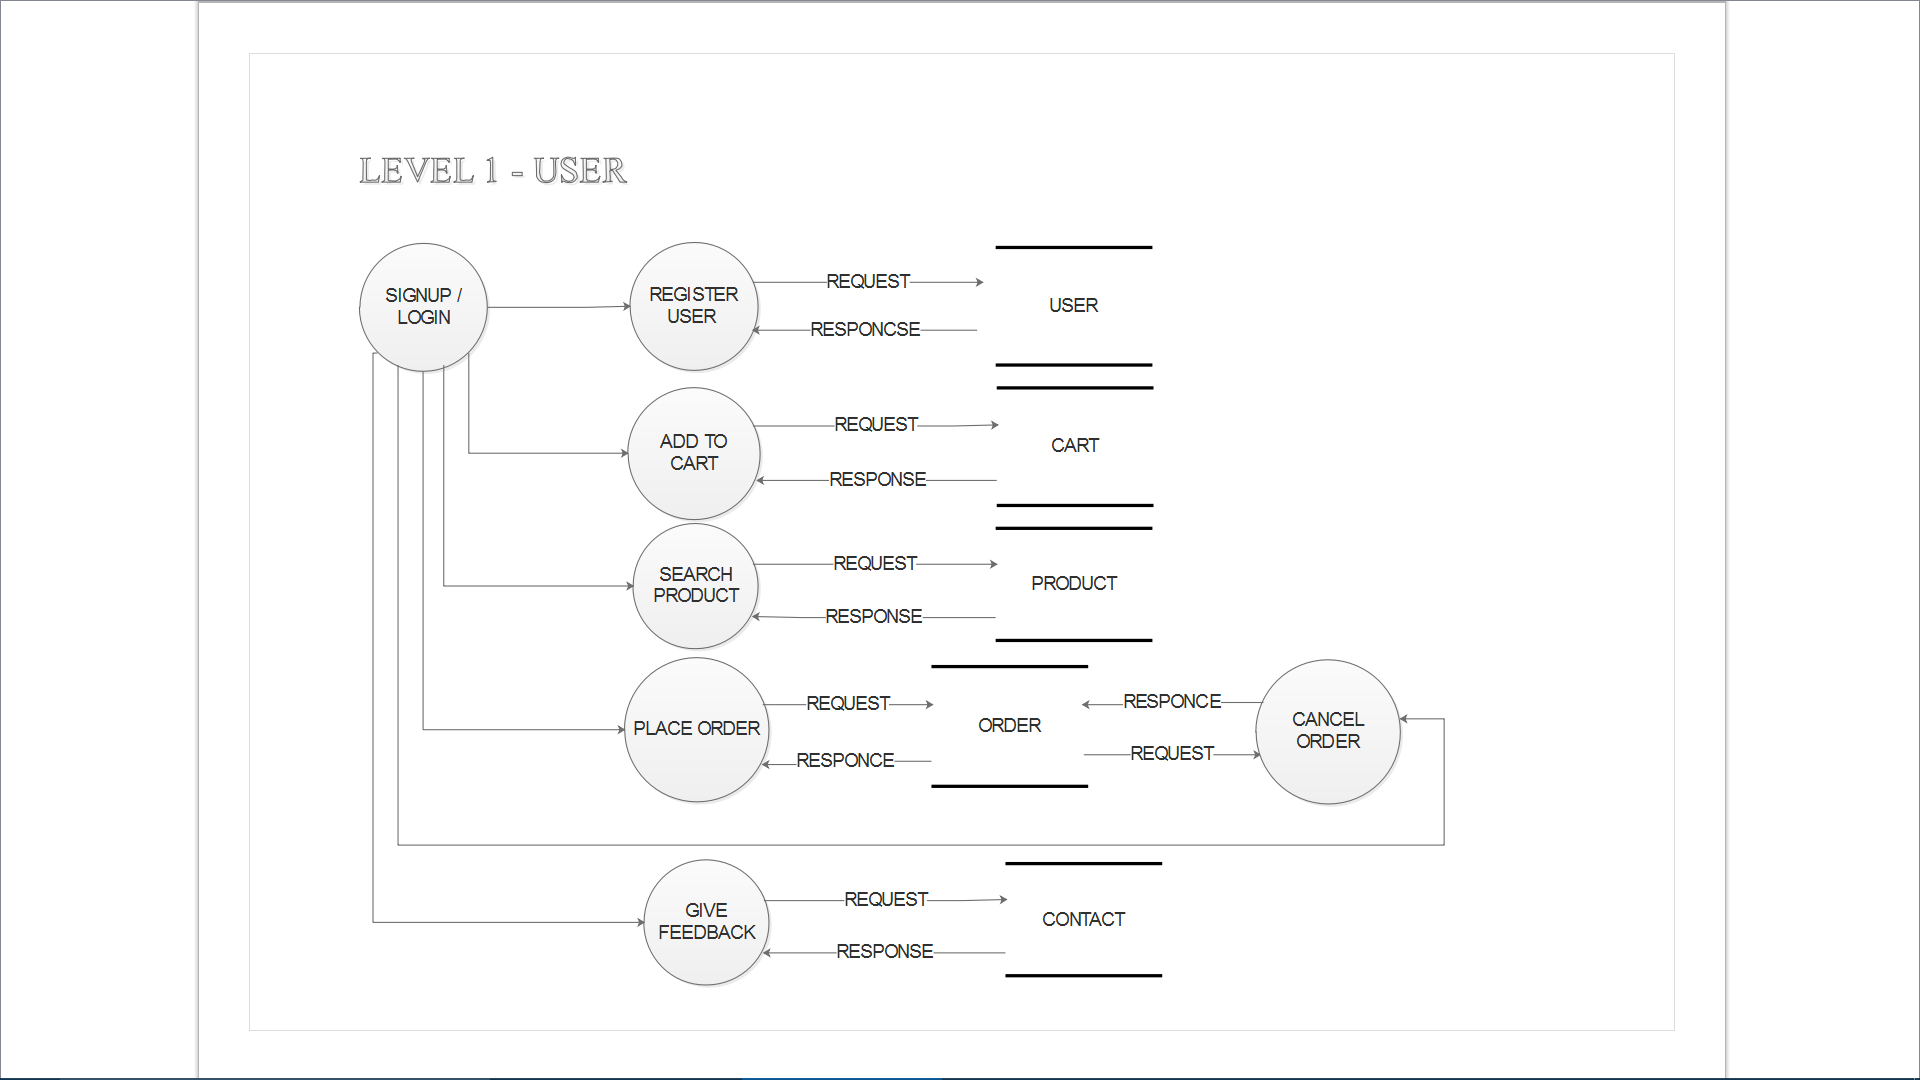 LEVEL 1 - USER
SIGNUP /
LOGIN
REGISTER
USER
REQUEST
RESPONCSE
USER
ADD TO
CART
REQUEST
RESPONSE
CART
SEARCH
PRODUCT
REQUEST
RESPONSE
PRODUCT
PLACE ORDER
REQUEST
RESPONCE
ORDER
RESPONCE
REQUEST
CANCEL
ORDER
GIVE
FEEDBACK
REQUEST
RESPONSE
CONTACT